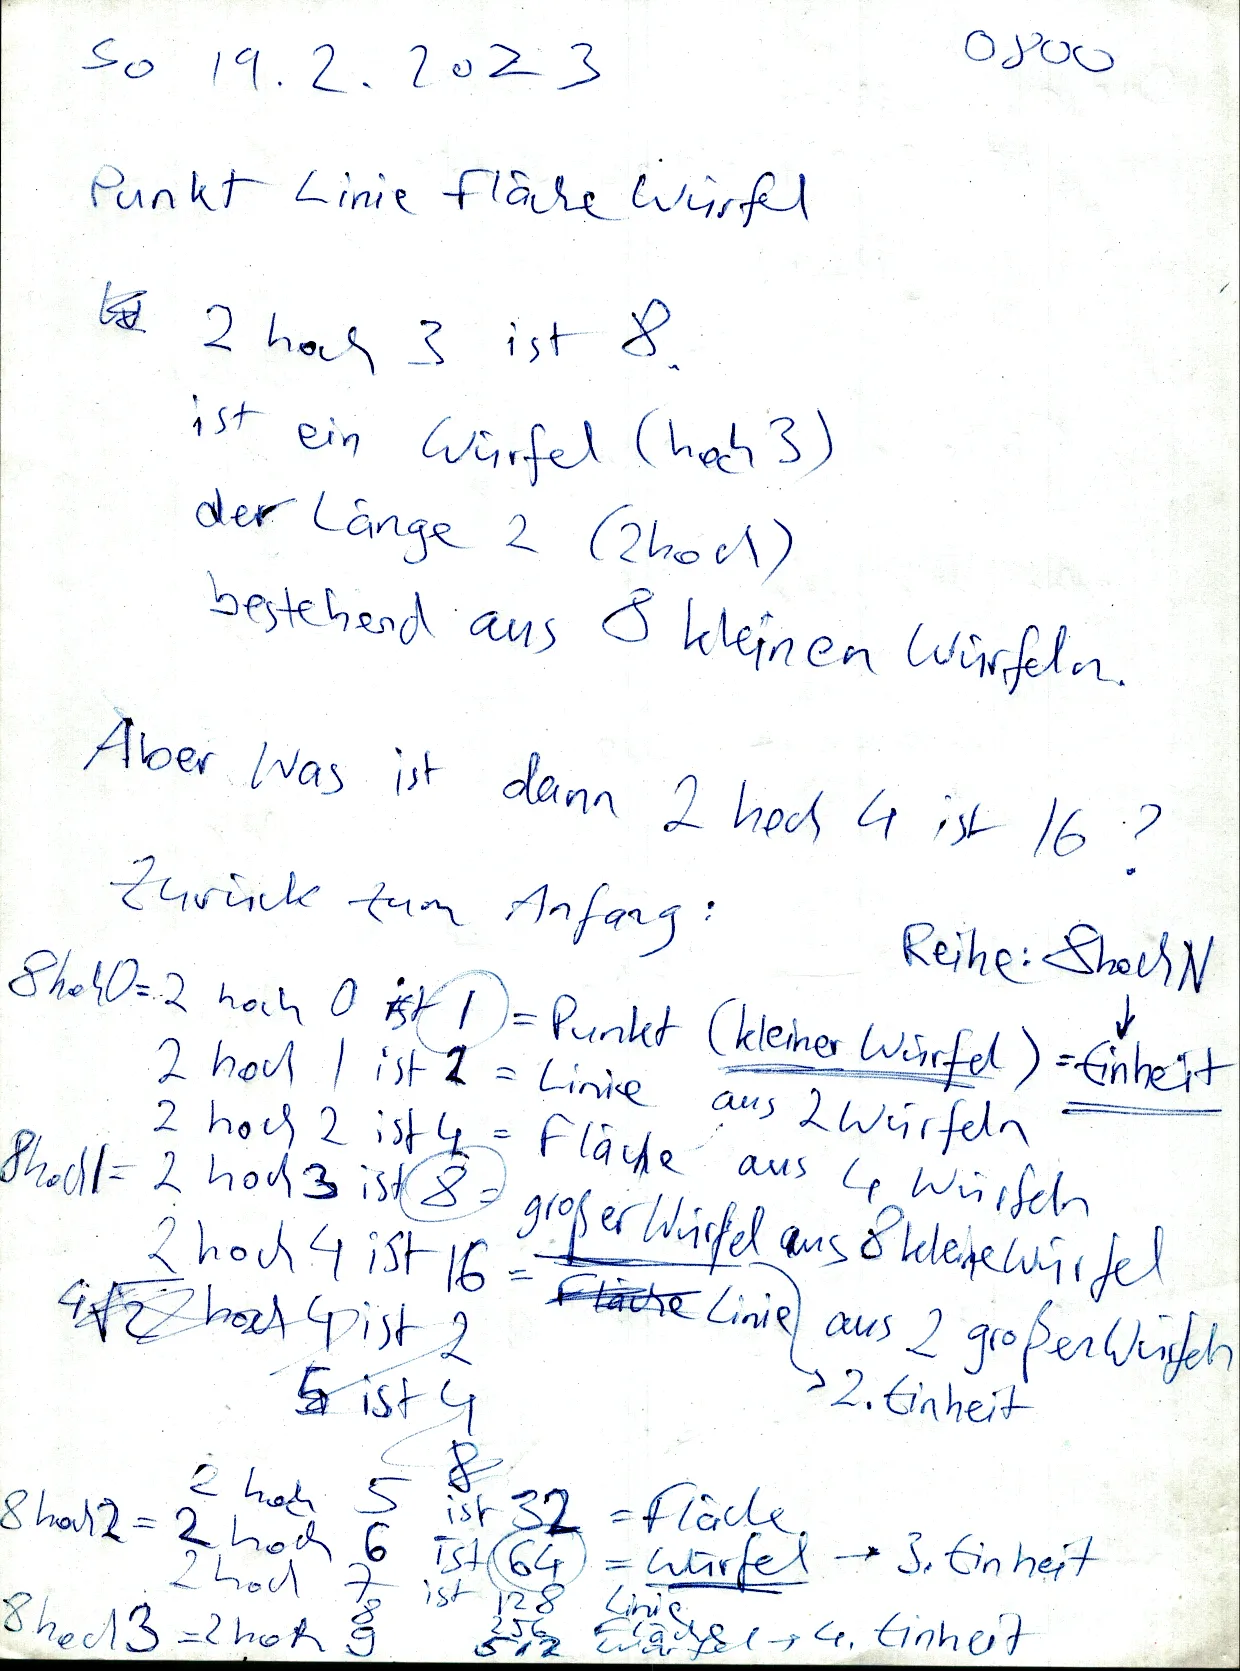 So 19.2.2023 0800
Punkt Linie Fläche Würfel
2 hoch 3 ist 8.
ist ein Würfel (hoch 3)
der Länge 2 (2hoch)
bestehend aus 8 kleinen Würfeln.
Aber Was ist dann 2 hoch 4 ist 16 ?
Zurück zum Anfang:
Reihe: 8hochN
8hoch0 = 2 hoch 0 ist 1 = Punkt (kleiner Würfel) = Einheit
2 hoch 1 ist 2 = Linie aus 2 Würfeln
2 hoch 2 ist 4 = Fläche aus 4 Würfeln
8hoch1 = 2 hoch 3 ist 8 = großer Würfel aus 8 kleine Würfel
2 hoch 4 ist 16 = Fläche Linie aus 2 großen Würfeln
4√2 hoch 4 ist 2
→ 2. Einheit
5 ist 4
8
2 hoch 5 ist 32 = Fläche
8hoch2 = 2 hoch 6 ist 64 = Würfel → 3. Einheit
2 hoch 7 ist 128 Linie
8 256 Fläche
8hoch3 = 2 hoch 9 512 Würfel → 4. Einheit